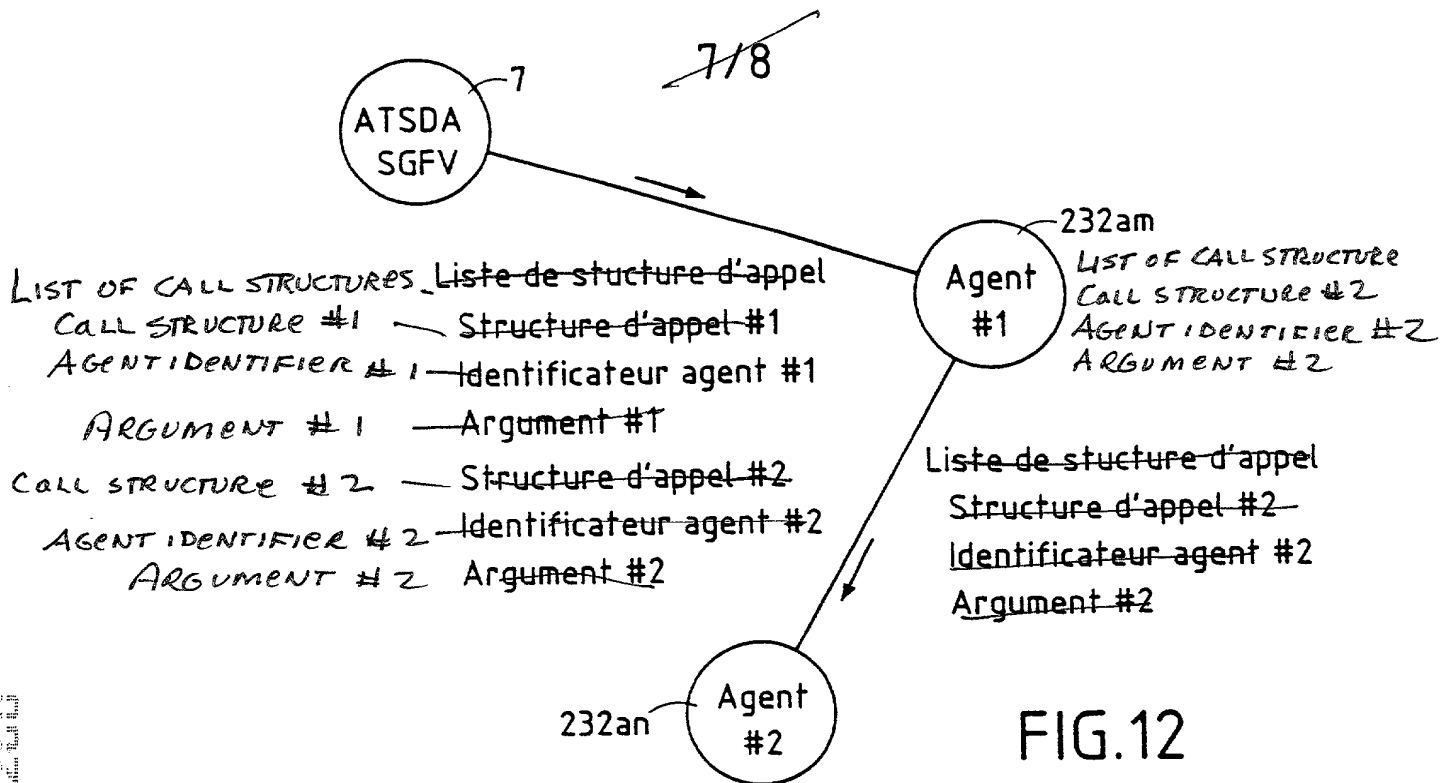 7/8
7
ATSDA
SGFV
232am
Agent
#1
LIST OF CALL STRUCTURE
CALL STRUCTURE #2
AGENT IDENTIFIER #2
ARGUMENT #2
LIST OF CALL STRUCTURES Liste de stucture d'appel
CALL STRUCTURE #1 Structure d'appel #1
AGENT IDENTIFIER #1 Identificateur agent #1
ARGUMENT #1 Argument #1
CALL STRUCTURE #2 Structure d'appel #2
AGENT IDENTIFIER #2 Identificateur agent #2
ARGUMENT #2 Argument #2
Liste de stucture d'appel
Structure d'appel #2
Identificateur agent #2
Argument #2
232an
Agent
#2
FIG.12